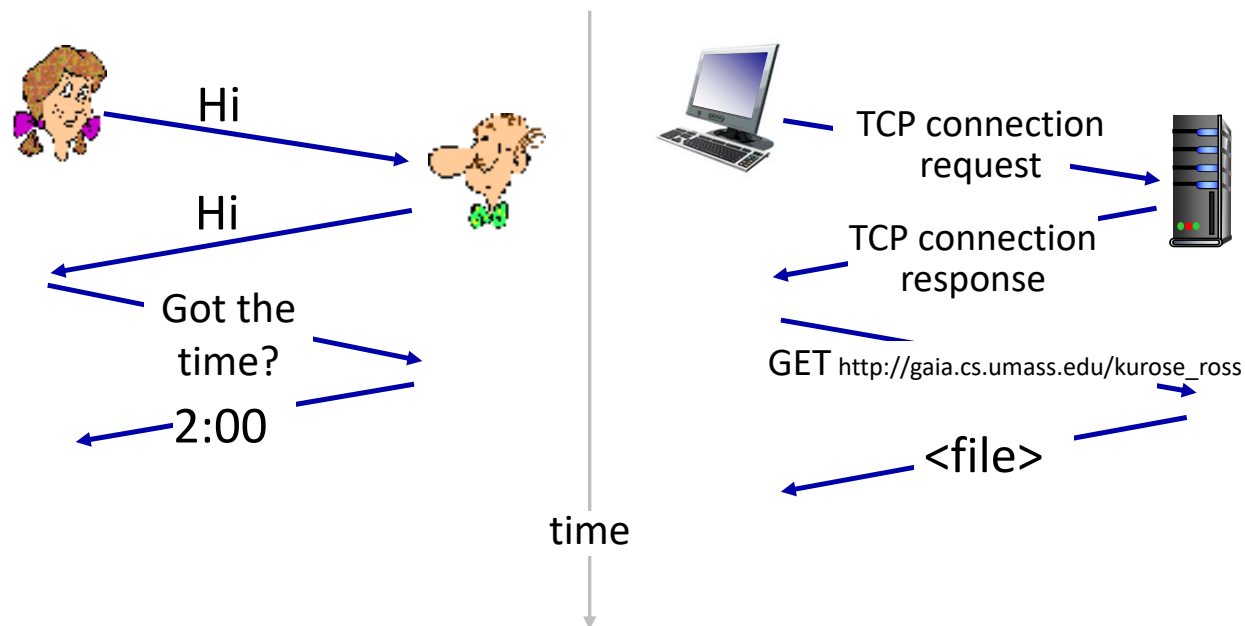 Hi
Hi
Got the
time?
2:00
TCP connection
request
TCP connection
response
GET http://gaia.cs.umass.edu/kurose_ross
<file>
time